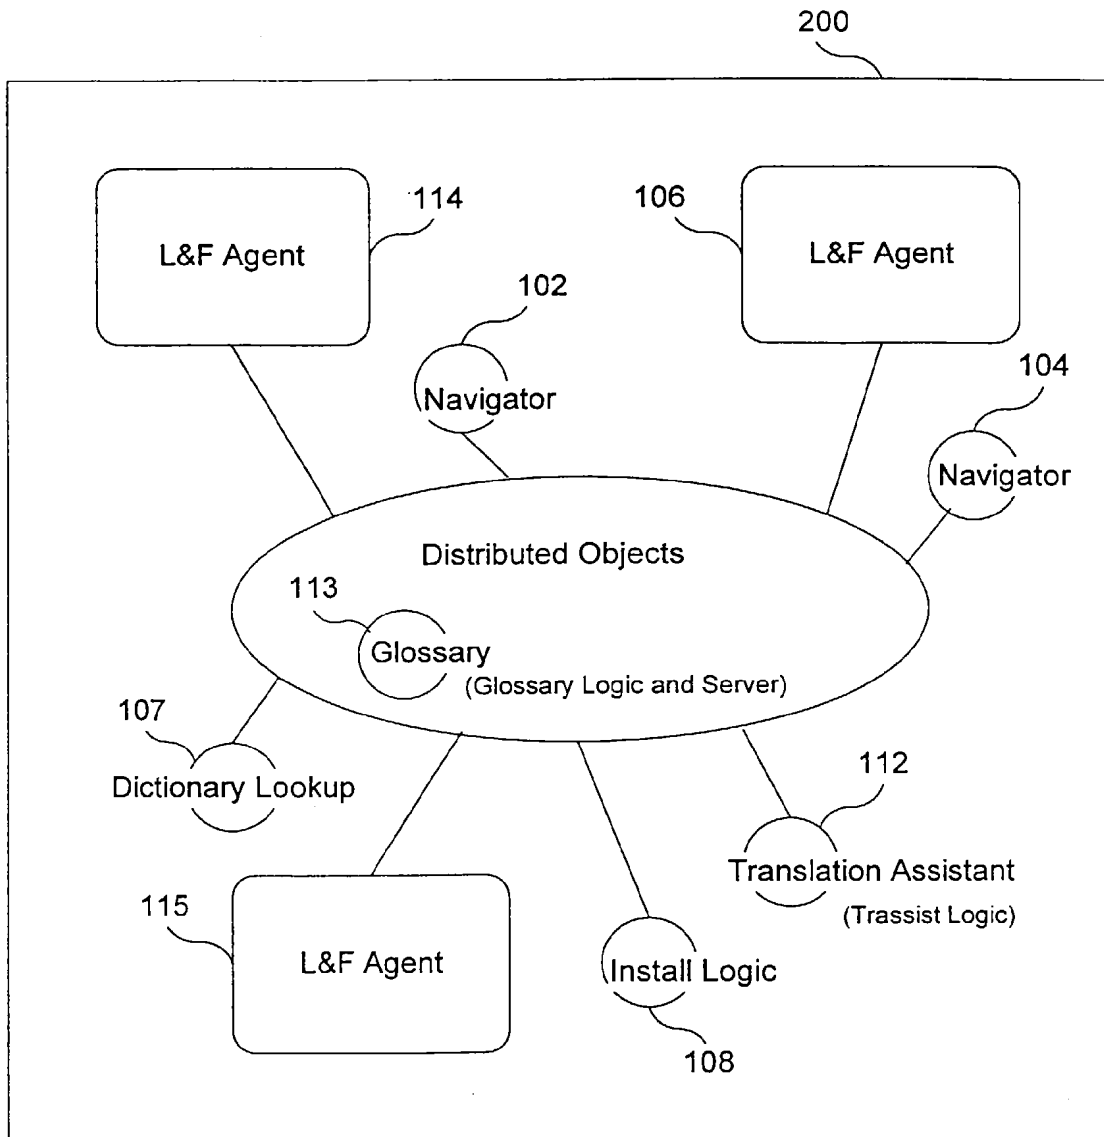 200
114
106
L&F Agent
L&F Agent
102
104
Navigator
Navigator
Distributed Objects
113
Glossary
(Glossary Logic and Server)
107
112
Dictionary Lookup
Translation Assistant
(Trassist Logic)
115
L&F Agent
Install Logic
108